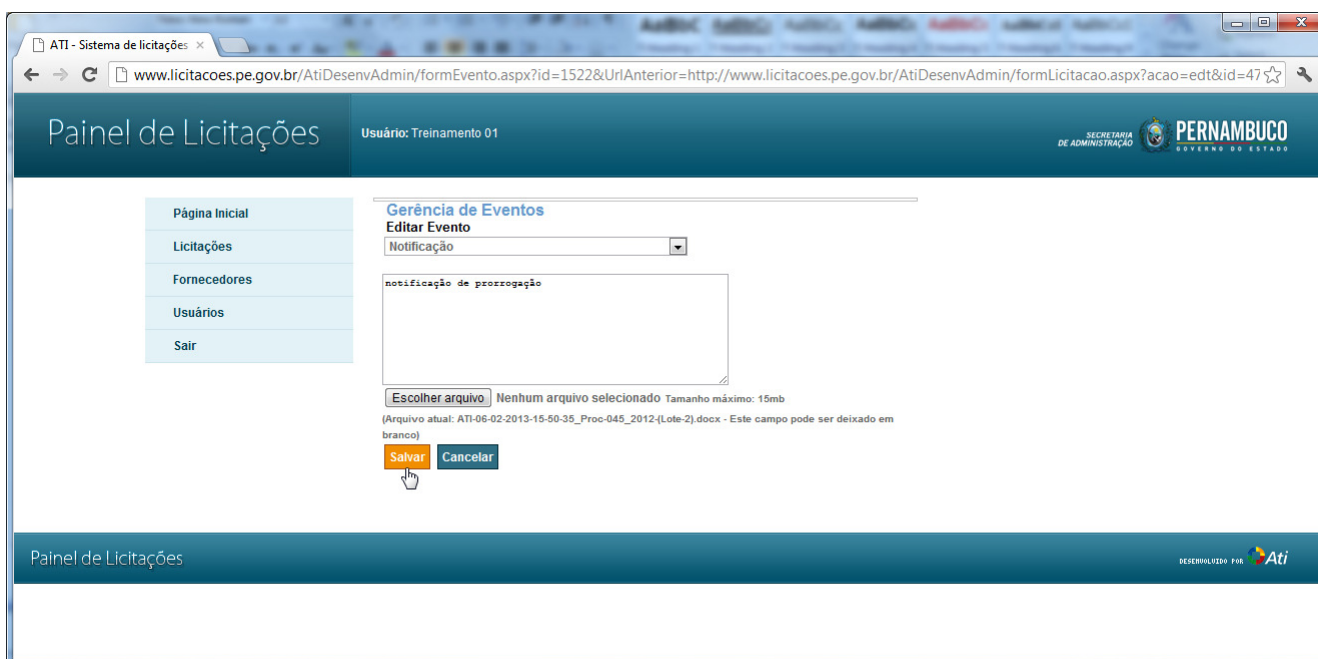 ATI - Sistema de licitações
www.licitacoes.pe.gov.br/AtiDesenvAdmin/formEvento.aspx?id=1522&UrlAnterior=http://www.licitacoes.pe.gov.br/AtiDesenvAdmin/formLicitacao.aspx?acao=edt&id=47
Painel de Licitações
Usuário: Treinamento 01
SECRETARIA
DE ADMINISTRAÇÃO
PERNAMBUCO
GOVERNO DO ESTADO
Página Inicial
Licitações
Fornecedores
Usuários
Sair
Gerência de Eventos
Editar Evento
Notificação
notificação de prorrogação
Escolher arquivo Nenhum arquivo selecionado Tamanho máximo: 15mb
(Arquivo atual: ATI-06-02-2013-15-50-35_Proc-045_2012-(Lote-2).docx - Este campo pode ser deixado em
branco)
Salvar Cancelar
Painel de Licitações
DESENVOLVIDO POR Ati